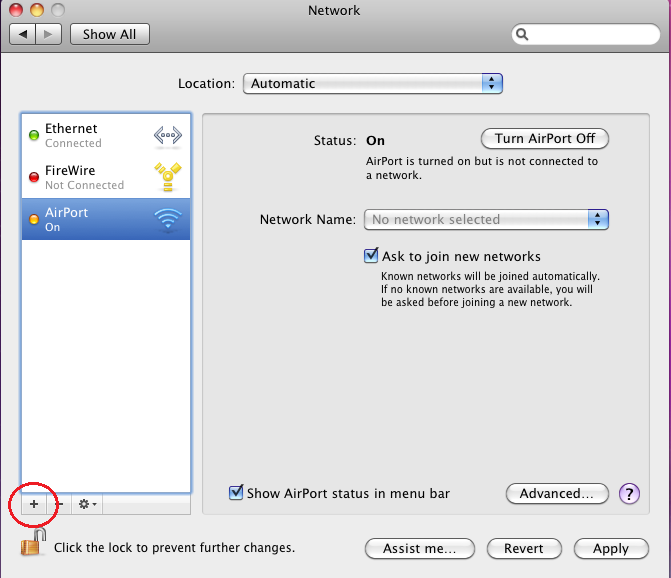 Network
Show All
Location: Automatic
Ethernet
Connected
FireWire
Not Connected
AirPort
On
Status: On
Turn AirPort Off
AirPort is turned on but is not connected to
a network.
Network Name: No network selected
Ask to join new networks
Known networks will be joined automatically.
If no known networks are available, you will
be asked before joining a new network.
Show AirPort status in menu bar
Advanced...
?
Click the lock to prevent further changes.
Assist me...
Revert
Apply